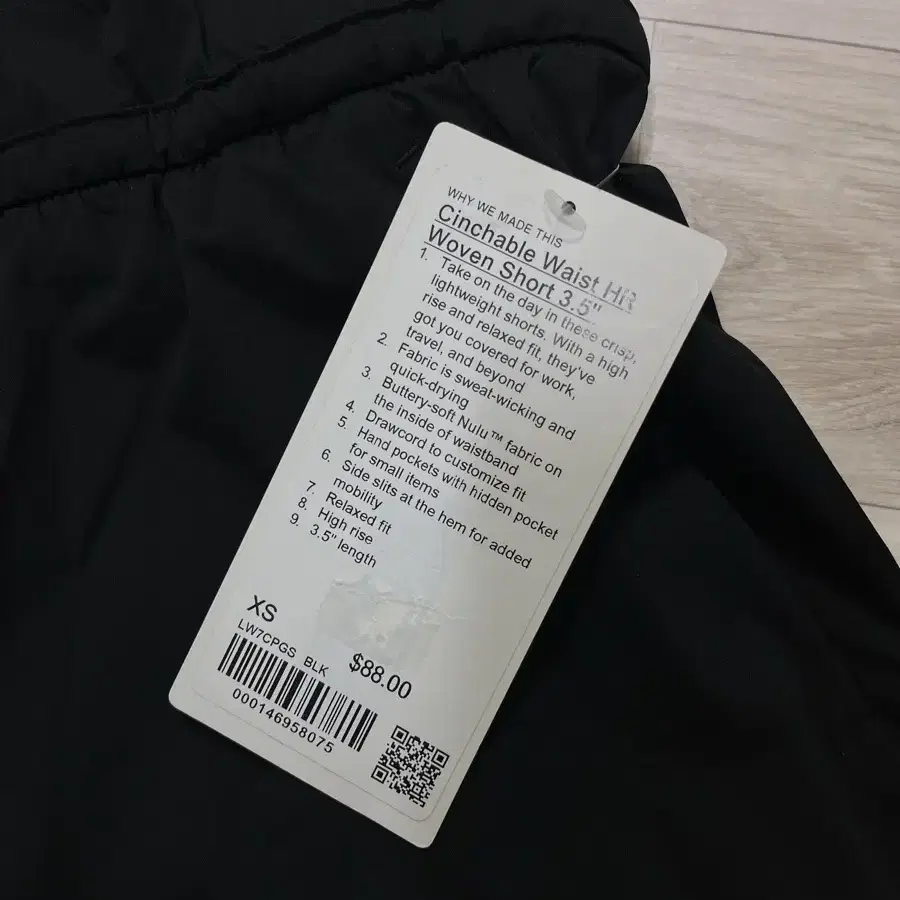 WHY WE MADE THIS
Cinchable Waist HR
Woven Short 3.5"
1. Take on the day in these crisp,
lightweight shorts. With a high
rise and relaxed fit, they've
got you covered for work,
travel, and beyond
2. Fabric is sweat-wicking and
quick-drying
3. Buttery-soft Nulu™ fabric on
the inside of waistband
4. Drawcord to customize fit
5. Hand pockets with hidden pocket
for small items
6. Side slits at the hem for added
mobility
7. Relaxed fit
8. High rise
9. 3.5" length
XS
LW7CPGS BLK
$88.00
000146958075